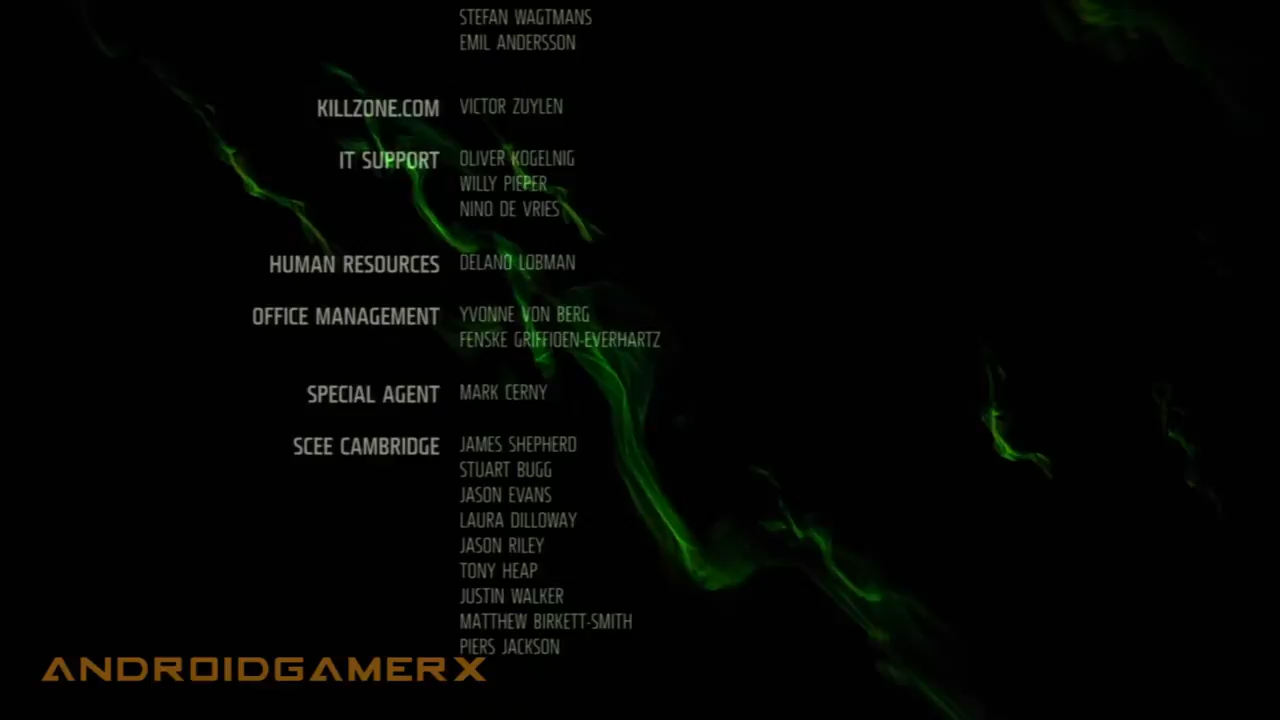 STEFAN WAGTMANS
EMIL ANDERSSON
KILLZONE.COM VICTOR ZUYLEN
IT SUPPORT OLIVER KOGELNIG
WILLY PIEPER
NINO DE VRIES
HUMAN RESOURCES DELANO LOBMAN
OFFICE MANAGEMENT YVONNE VON BERG
FENSKE GRIFFIOEN-EVERHARTZ
SPECIAL AGENT MARK CERNY
SCEE CAMBRIDGE JAMES SHEPHERD
STUART BUGG
JASON EVANS
LAURA DILLOWAY
JASON RILEY
TONY HEAP
JUSTIN WALKER
MATTHEW BIRKETT-SMITH
PIERS JACKSON
ANDROIDGAMERX